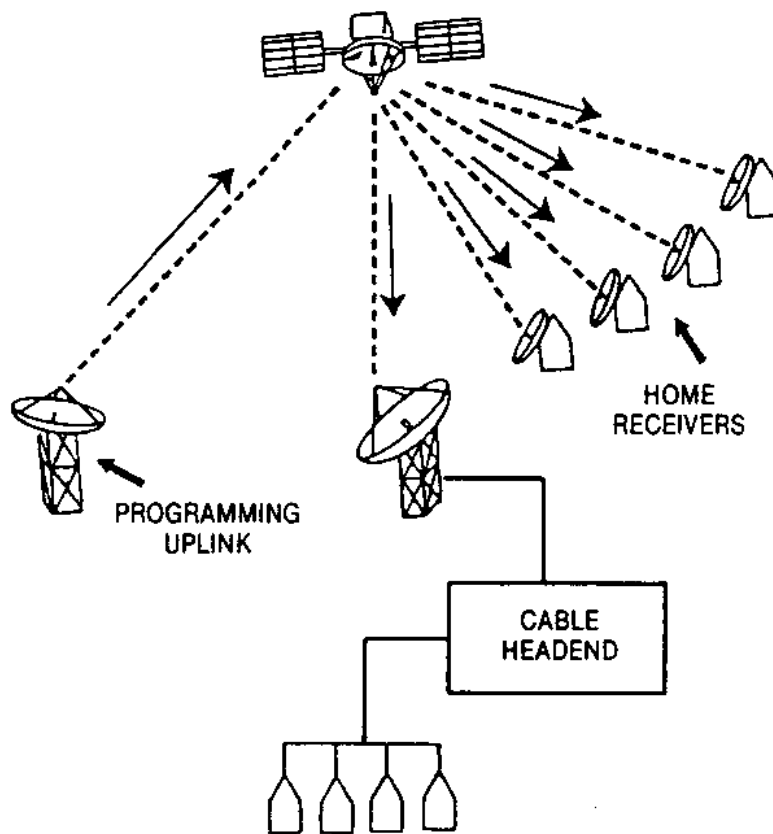 HOME
RECEIVERS
PROGRAMMING
UPLINK
CABLE
HEADEND